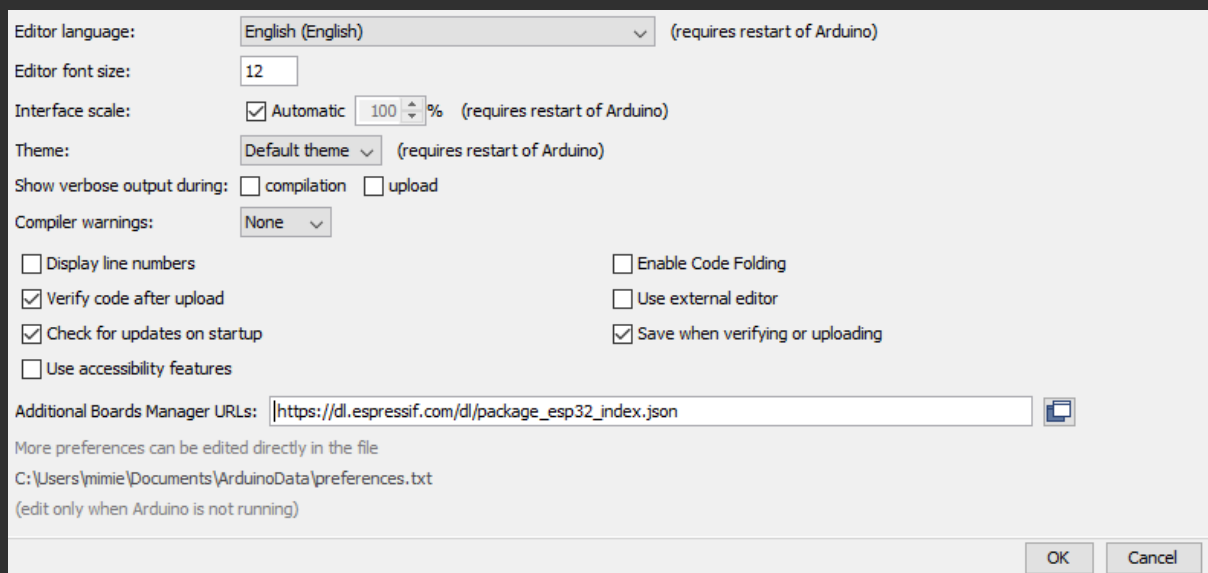 Editor language: English (English) (requires restart of Arduino)
Editor font size: 12
Interface scale: Automatic 100 % (requires restart of Arduino)
Theme: Default theme (requires restart of Arduino)
Show verbose output during: compilation upload
Compiler warnings: None
Display line numbers Enable Code Folding
Verify code after upload Use external editor
Check for updates on startup Save when verifying or uploading
Use accessibility features
Additional Boards Manager URLs: https://dl.espressif.com/dl/package_esp32_index.json
More preferences can be edited directly in the file
C:\Users\mimie\Documents\ArduinoData\preferences.txt
(edit only when Arduino is not running)
OK Cancel